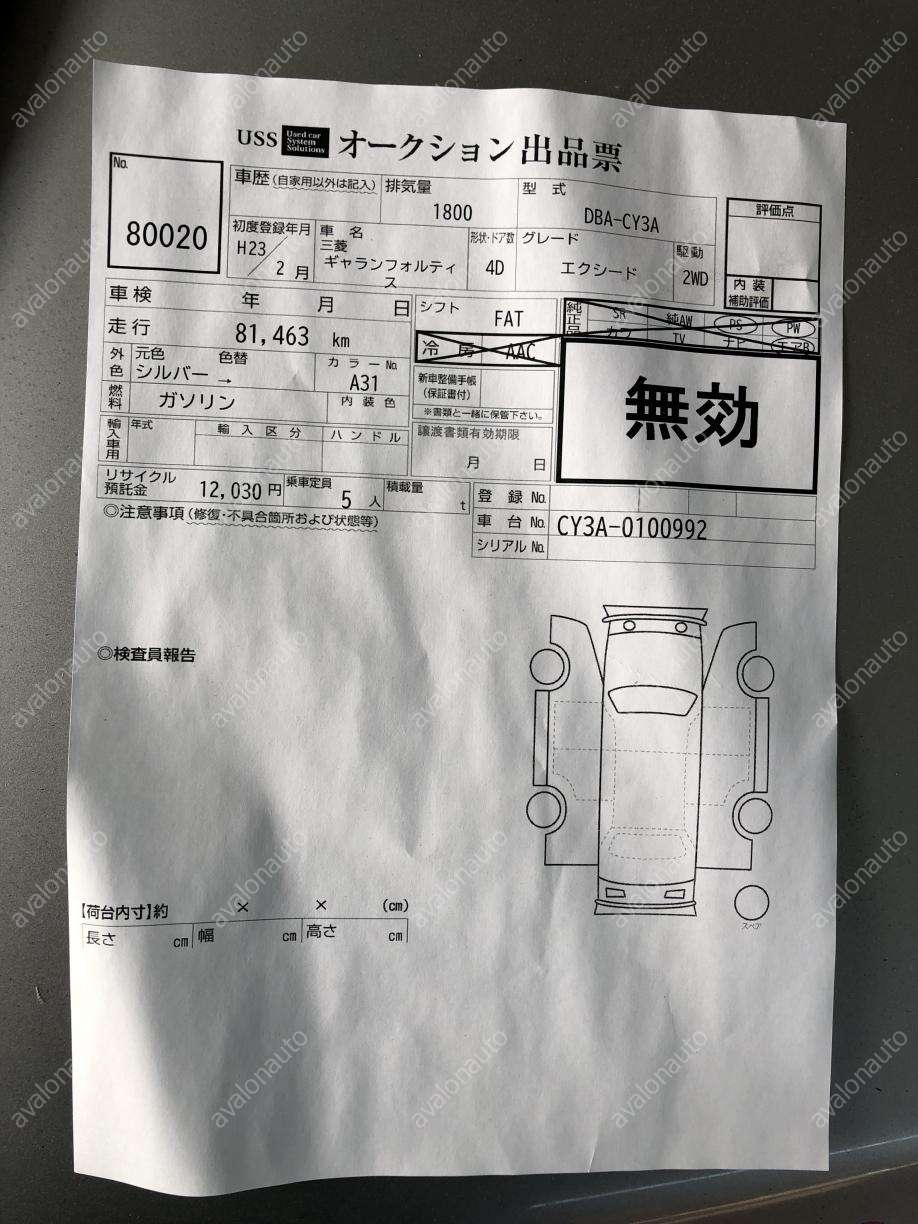 USS Used car System Solutions オークション出品票
No.
80020
車歴(自家用以外は記入)
排気量
1800
型 式
DBA-CY3A
評価点
初度登録年月
H23/2月
車 名
三菱
ギャランフォルティ
ス
形状・ドア数
4D
グレード
エクシード
駆動
2WD
内 装
補助評価
車検 年 月 日
シフト
FAT
純正品
SR 純AW PS PW
カワ TV ナビ エアB
走行 81,463 km
冷 房 AAC
無効
外色
元色 色替
シルバー →
カラーNo.
A31
新車整備手帳
(保証書付)
※書類と一緒に保管下さい。
燃料
ガソリン
内装色
輸入車用
年式
輸入区分
ハンドル
譲渡書類有効期限
月 日
リサイクル
預託金 12,030円
乗車定員
5 人
積載量
t
登 録 No.
車 台 No. CY3A-0100992
シリアル No.
◎注意事項(修復・不具合箇所および状態等)
◎検査員報告
スペア
【荷台内寸】約 × × (cm)
長さ cm 幅 cm 高さ cm
avalonauto